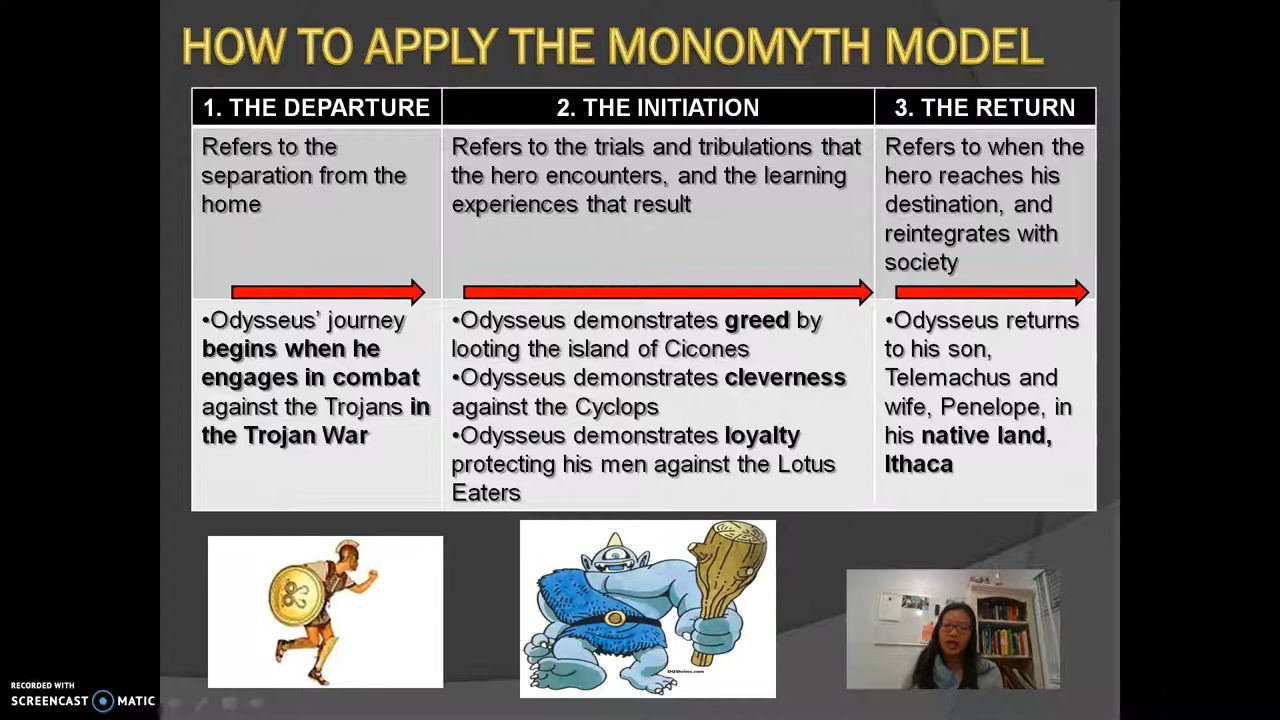 HOW TO APPLY THE MONOMYTH MODEL
1. THE DEPARTURE
2. THE INITIATION
3. THE RETURN
Refers to the
separation from the
home
Refers to the trials and tribulations that
the hero encounters, and the learning
experiences that result
Refers to when the
hero reaches his
destination, and
reintegrates with
society
•Odysseus’ journey
begins when he
engages in combat
against the Trojans in
the Trojan War
•Odysseus demonstrates greed by
looting the island of Cicones
•Odysseus demonstrates cleverness
against the Cyclops
•Odysseus demonstrates loyalty
protecting his men against the Lotus
Eaters
•Odysseus returns
to his son,
Telemachus and
wife, Penelope, in
his native land,
Ithaca
DQShrine.com
RECORDED WITH
SCREENCAST MATIC